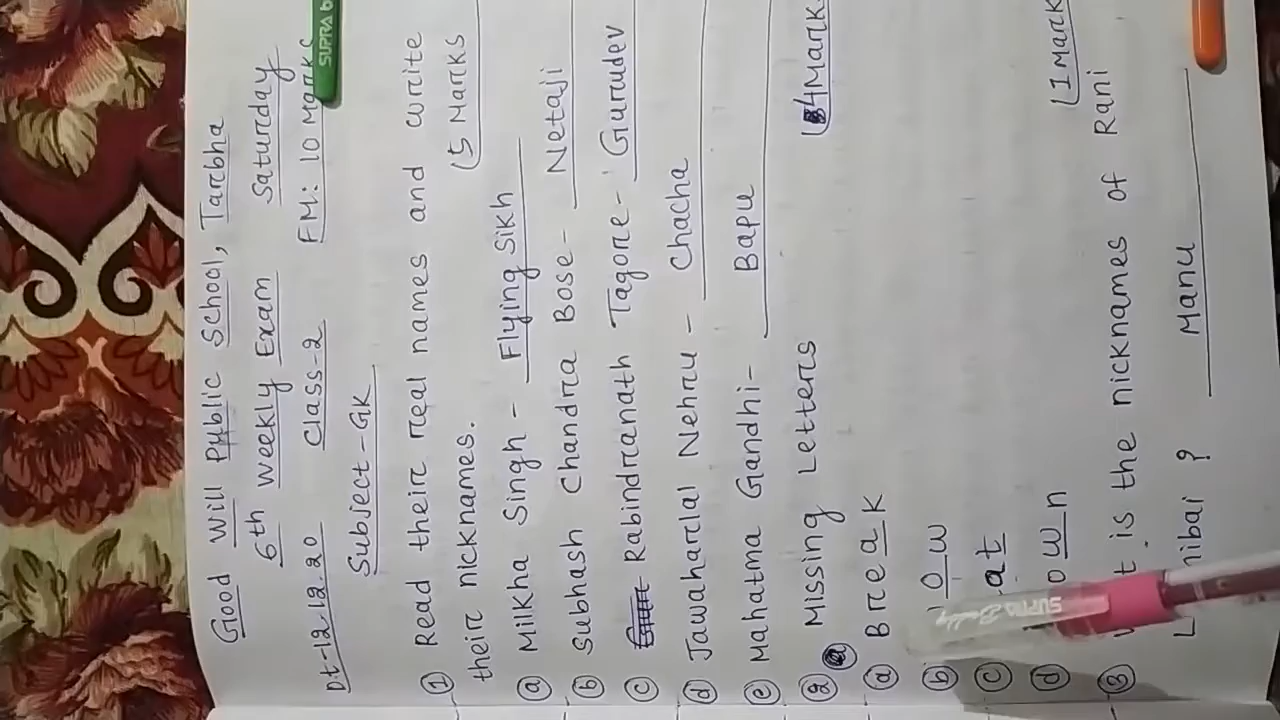 Good Will Public School, Tarbha
6th Weekly Exam Saturday
Dt-12.12.20 Class-2 FM: 10 Marks
Subject-GK
① Read their real names and write
their nicknames. (5 Marks
ⓐ Milkha Singh - Flying Sikh
ⓑ Subhash Chandra Bose - Netaji
ⓒ Rabindranath Tagore - Gurudev
ⓓ Jawaharlal Nehru - Chacha
ⓔ Mahatma Gandhi - Bapu
② Missing Letters (4 Mark
ⓐ Break
ⓑ ow
ⓒ at
ⓓ own
③ is the nicknames of Rani (1 Mark
? Manu
SUPRA
SUPRA